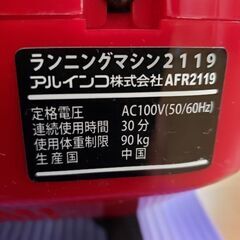 ランニングマシン2119
アルインコ株式会社 AFR2119
定格電圧 AC100V(50/60Hz)
連続使用時間 30分
使用体重制限 90kg
生産国 中国